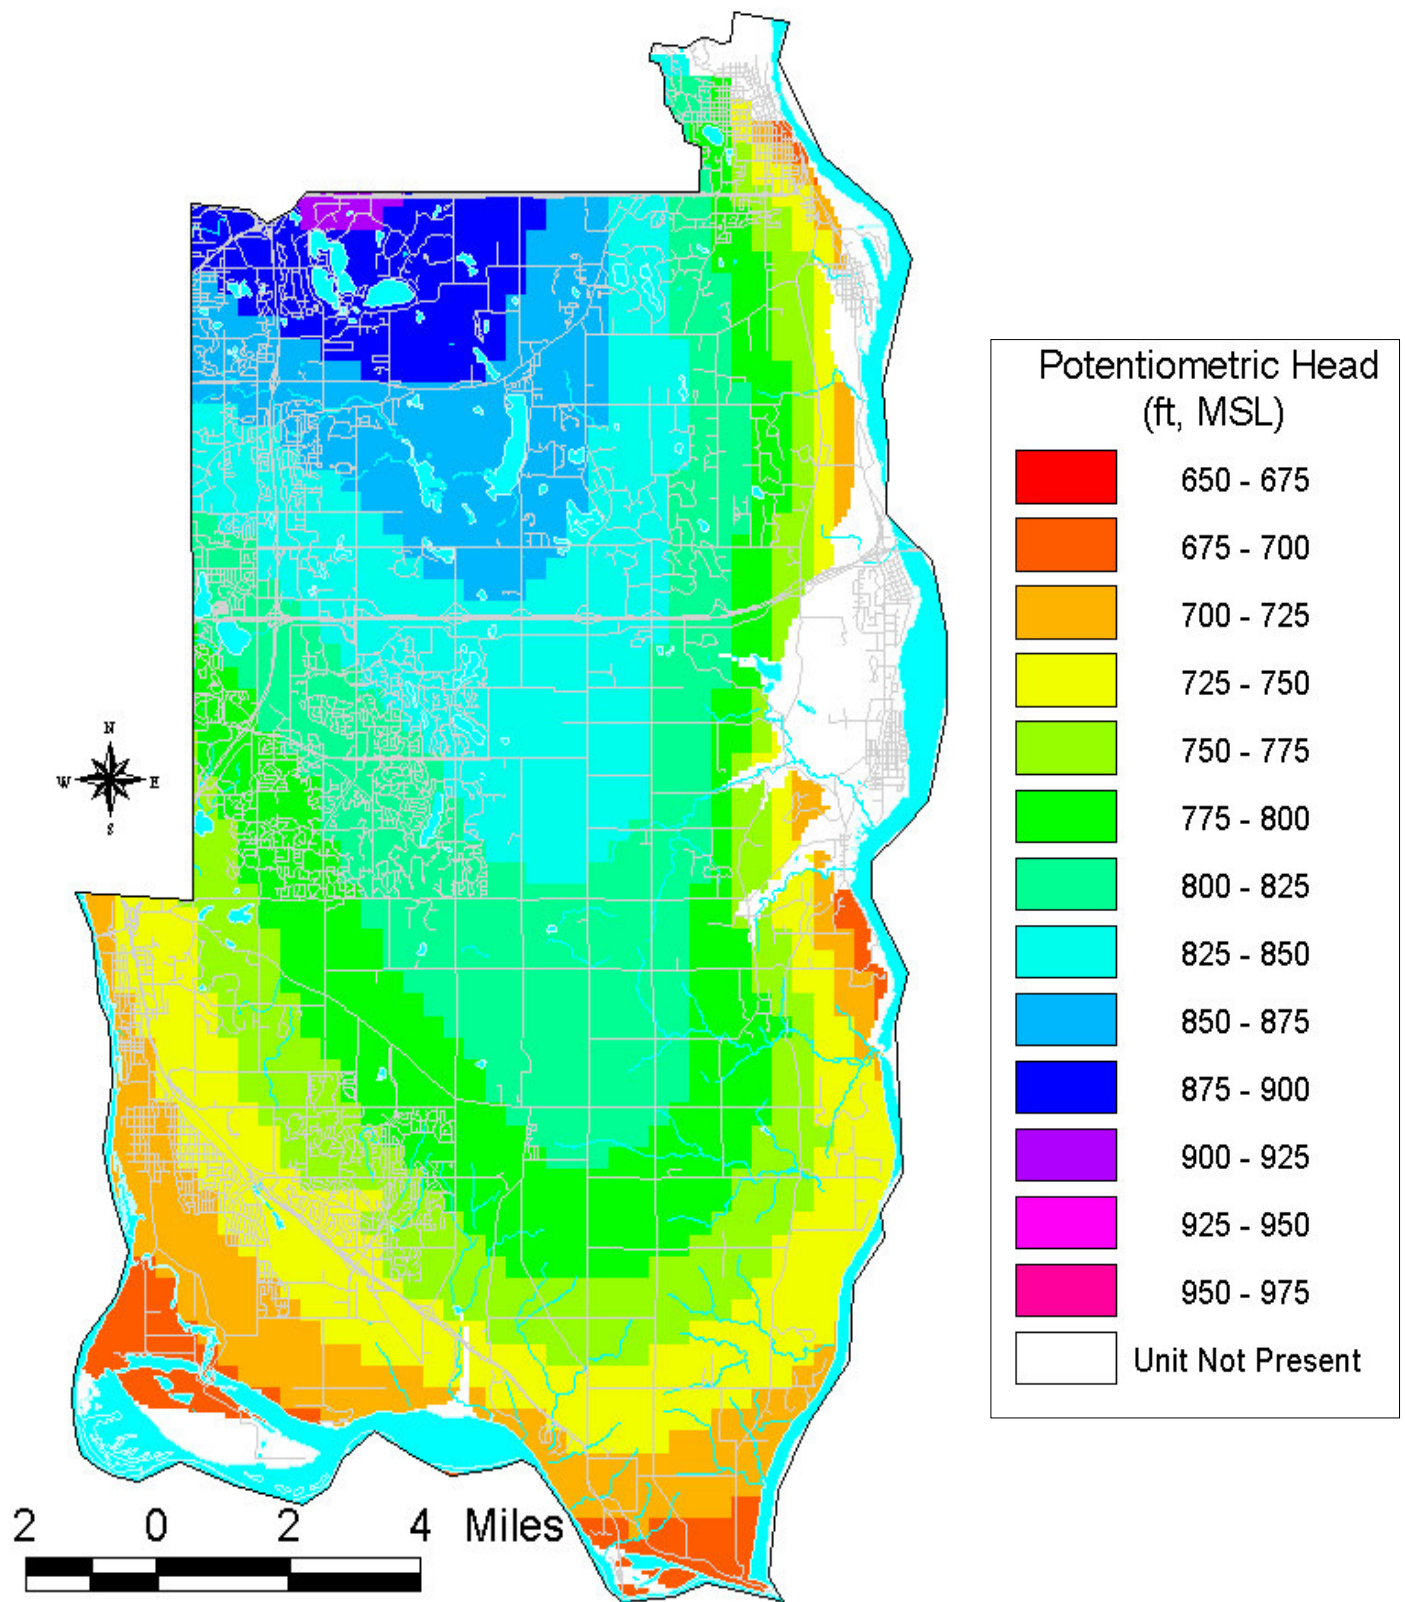 Potentiometric Head
(ft, MSL)
650 - 675
675 - 700
700 - 725
725 - 750
750 - 775
775 - 800
800 - 825
825 - 850
850 - 875
875 - 900
900 - 925
925 - 950
950 - 975
Unit Not Present
N
W E
S
2 0 2 4 Miles